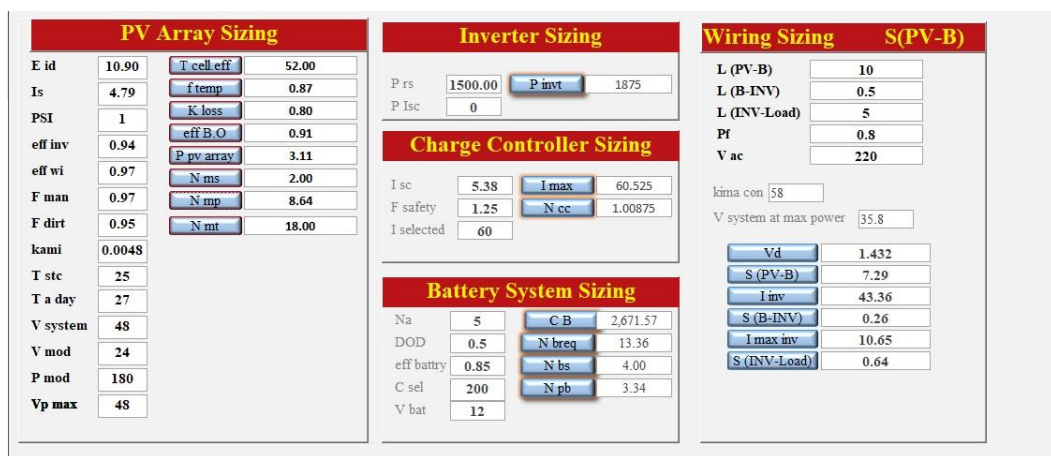 PV Array Sizing
E id 10.90 T cell.eff 52.00
Is 4.79 f temp 0.87
PSI 1 K loss 0.80
eff inv 0.94 eff B.O 0.91
eff wi 0.97 P pv array 3.11
F man 0.97 N ms 2.00
F dirt 0.95 N mp 8.64
kami 0.0048 N mt 18.00
T stc 25
T a day 27
V system 48
V mod 24
P mod 180
Vp max 48
Inverter Sizing
P rs 1500.00 P invt 1875
P Isc 0
Charge Controller Sizing
I sc 5.38 I max 60.525
F safety 1.25 N cc 1.00875
I selected 60
Battery System Sizing
Na 5 C B 2,671.57
DOD 0.5 N breq 13.36
eff battry 0.85 N bs 4.00
C sel 200 N pb 3.34
V bat 12
Wiring Sizing S(PV-B)
L (PV-B) 10
L (B-INV) 0.5
L (INV-Load) 5
Pf 0.8
V ac 220
kima con 58
V system at max power 35.8
Vd 1.432
S (PV-B) 7.29
I inv 43.36
S (B-INV) 0.26
I max inv 10.65
S (INV-Load) 0.64